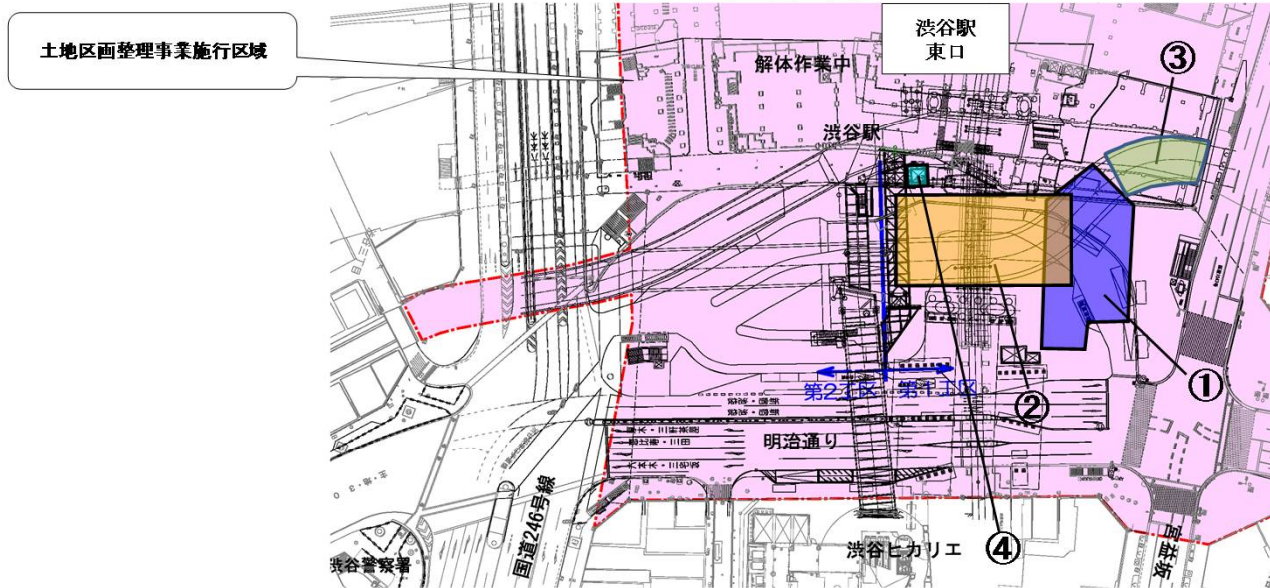 土地区画整理事業施行区域
渋谷駅
東口
解体作業中
③
渋谷駅
①
第2工区 第1工区
②
明治通り
国道246号線
渋谷ヒカリエ
④
宮益坂
渋谷警察署